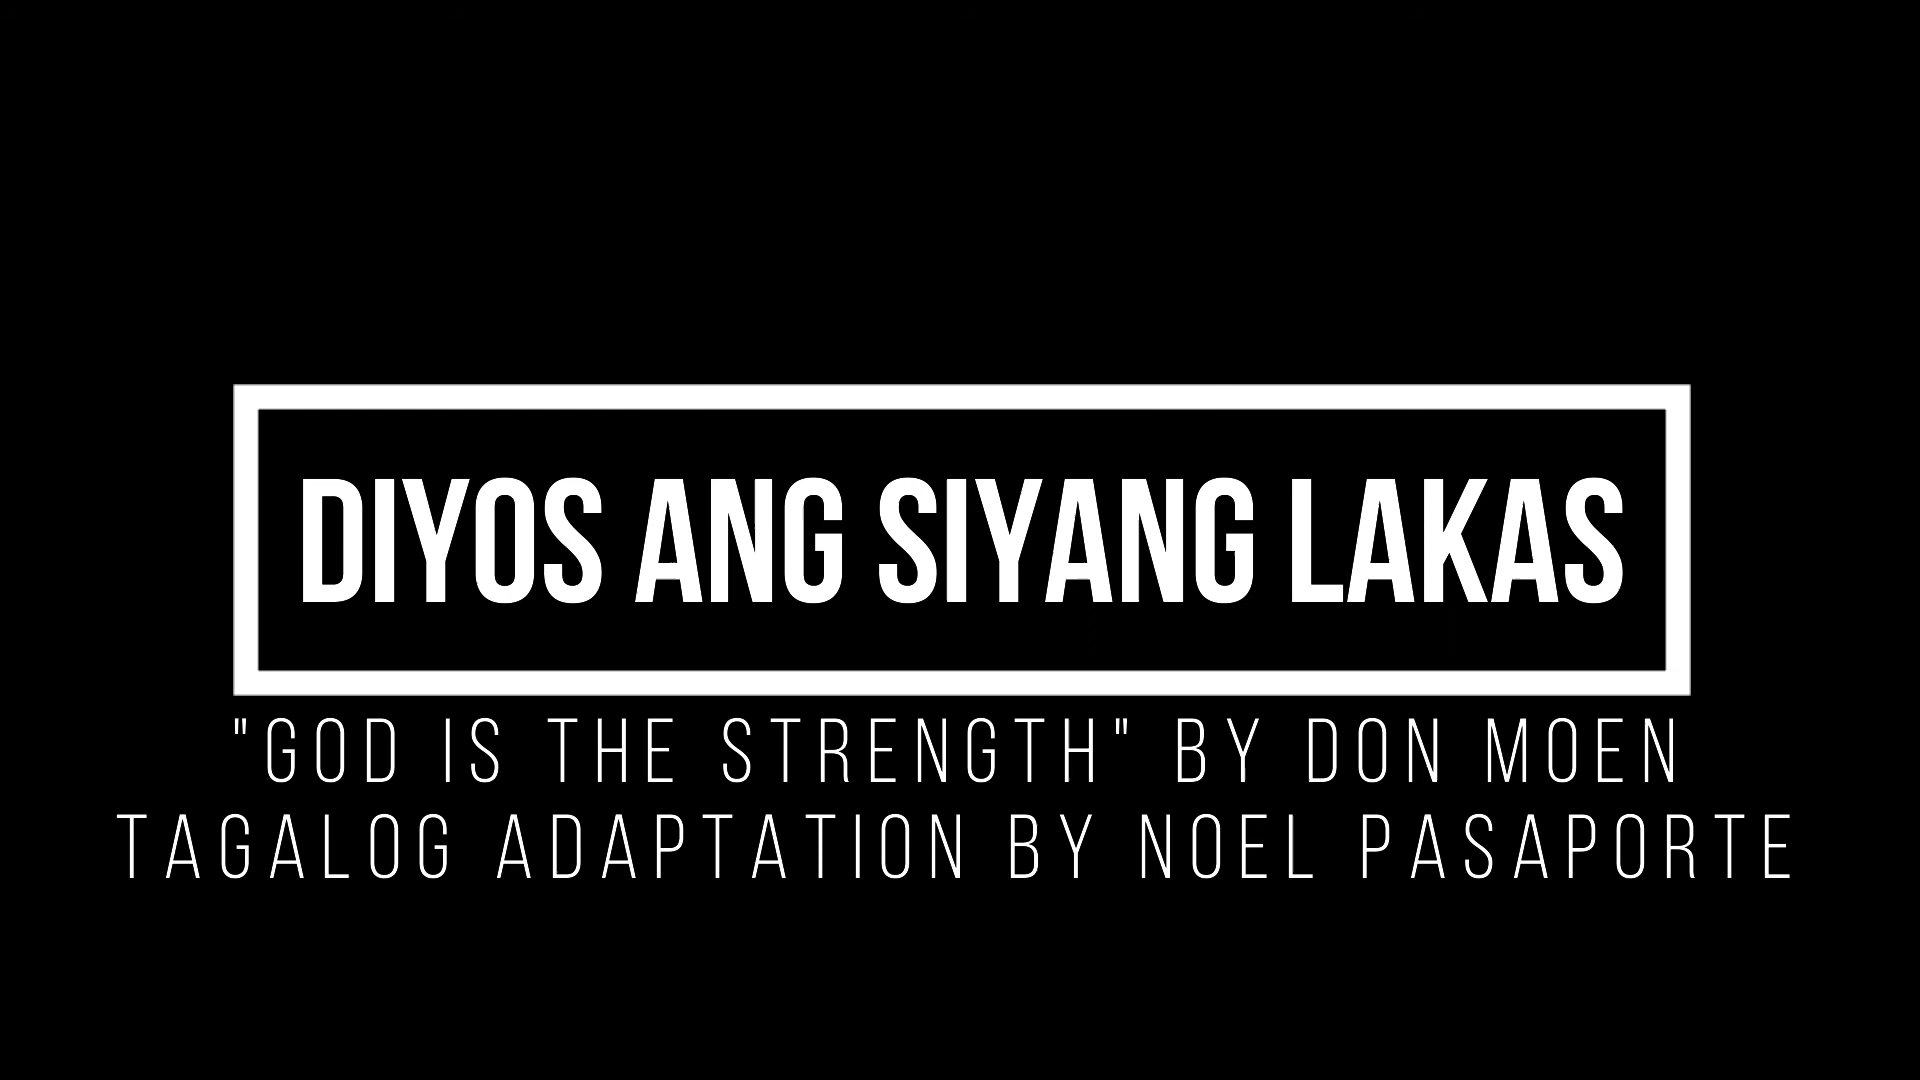 DIYOS ANG SIYANG LAKAS
"GOD IS THE STRENGTH" BY DON MOEN
TAGALOG ADAPTATION BY NOEL PASAPORTE